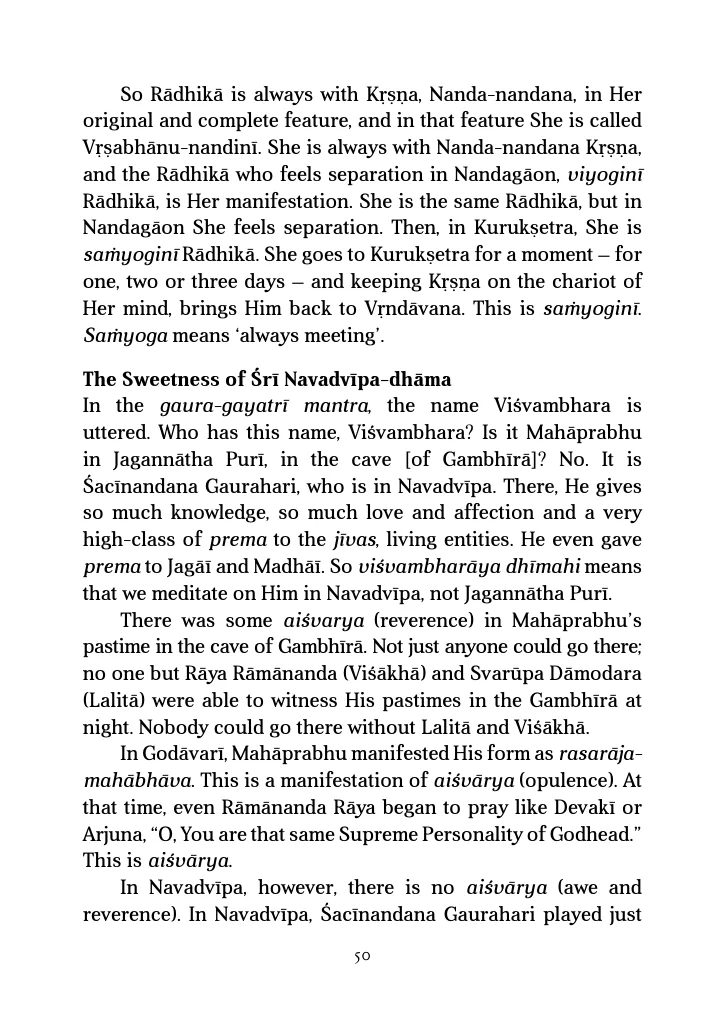 So Rādhikā is always with Kṛṣṇa, Nanda-nandana, in Her
original and complete feature, and in that feature She is called
Vṛṣabhānu-nandinī. She is always with Nanda-nandana Kṛṣṇa,
and the Rādhikā who feels separation in Nandagāon, viyoginī
Rādhikā, is Her manifestation. She is the same Rādhikā, but in
Nandagāon She feels separation. Then, in Kurukṣetra, She is
saṁyoginī Rādhikā. She goes to Kurukṣetra for a moment – for
one, two or three days – and keeping Kṛṣṇa on the chariot of
Her mind, brings Him back to Vṛndāvana. This is saṁyoginī.
Saṁyoga means ‘always meeting’.
The Sweetness of Śrī Navadvīpa-dhāma
In the gaura-gayatrī mantra, the name Viśvambhara is
uttered. Who has this name, Viśvambhara? Is it Mahāprabhu
in Jagannātha Purī, in the cave [of Gambhīrā]? No. It is
Śacīnandana Gaurahari, who is in Navadvīpa. There, He gives
so much knowledge, so much love and affection and a very
high-class of prema to the jīvas, living entities. He even gave
prema to Jagāī and Madhāī. So viśvambharāya dhīmahi means
that we meditate on Him in Navadvīpa, not Jagannātha Purī.
There was some aiśvarya (reverence) in Mahāprabhu’s
pastime in the cave of Gambhīrā. Not just anyone could go there;
no one but Rāya Rāmānanda (Viśākhā) and Svarūpa Dāmodara
(Lalitā) were able to witness His pastimes in the Gambhīrā at
night. Nobody could go there without Lalitā and Viśākhā.
In Godāvarī, Mahāprabhu manifested His form as rasarāja-
mahābhāva. This is a manifestation of aiśvārya (opulence). At
that time, even Rāmānanda Rāya began to pray like Devakī or
Arjuna, “O, You are that same Supreme Personality of Godhead.”
This is aiśvārya.
In Navadvīpa, however, there is no aiśvārya (awe and
reverence). In Navadvīpa, Śacīnandana Gaurahari played just
50